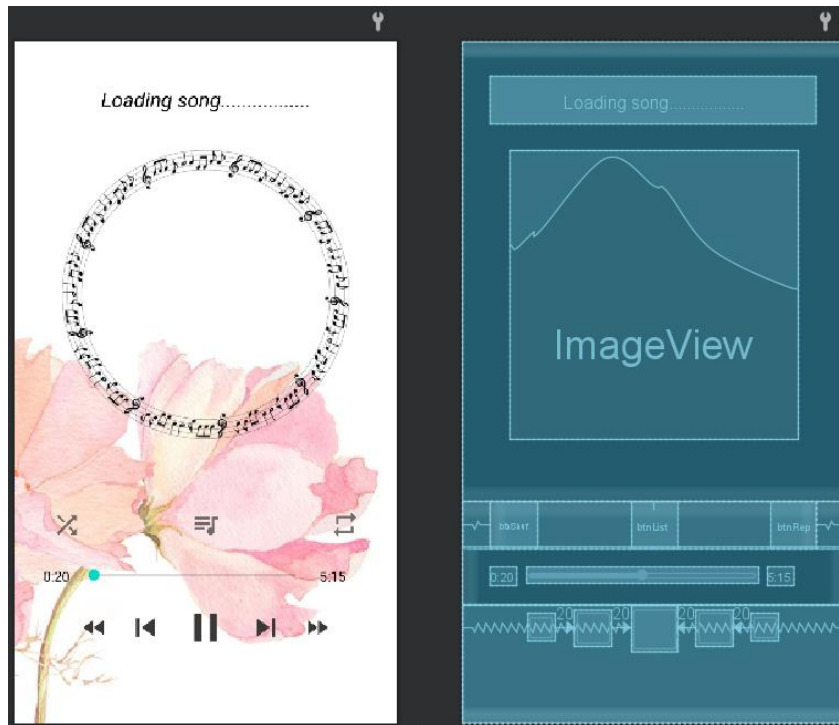 Loading song.................
0:20
5:15
Loading song.................
ImageView
btnShuf
btnList
btnRep
0:20
5:15
20 20 20 20